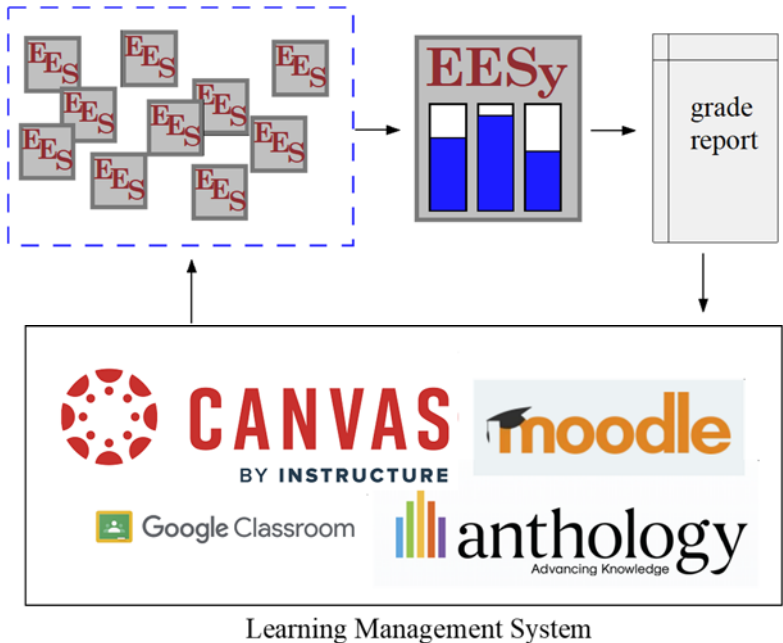 EES
EES
EES
EES
EES
EES
EES
EES
EES
EES
EESy
grade
report
CANVAS
BY INSTRUCTURE
moodle
Google Classroom
anthology
Advancing Knowledge
Learning Management System